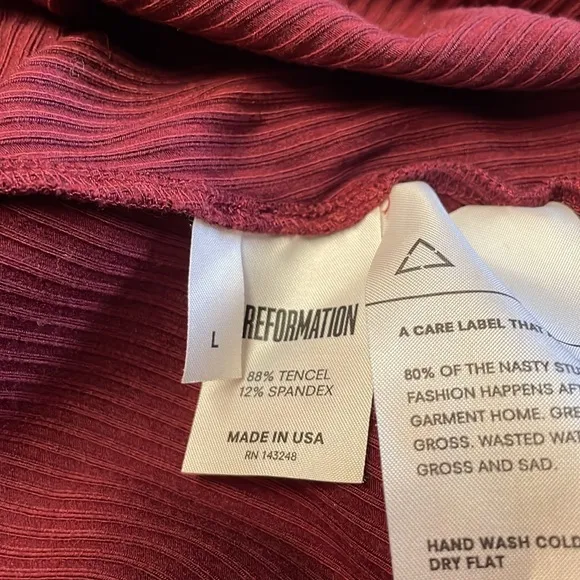 L
REFORMATION
88% TENCEL
12% SPANDEX
MADE IN USA
RN 143248
A CARE LABEL THAT
80% OF THE NASTY
FASHION HAPPENS
GARMENT HOME.
GROSS. WASTED
GROSS AND SAD.
HAND WASH COLD
DRY FLAT